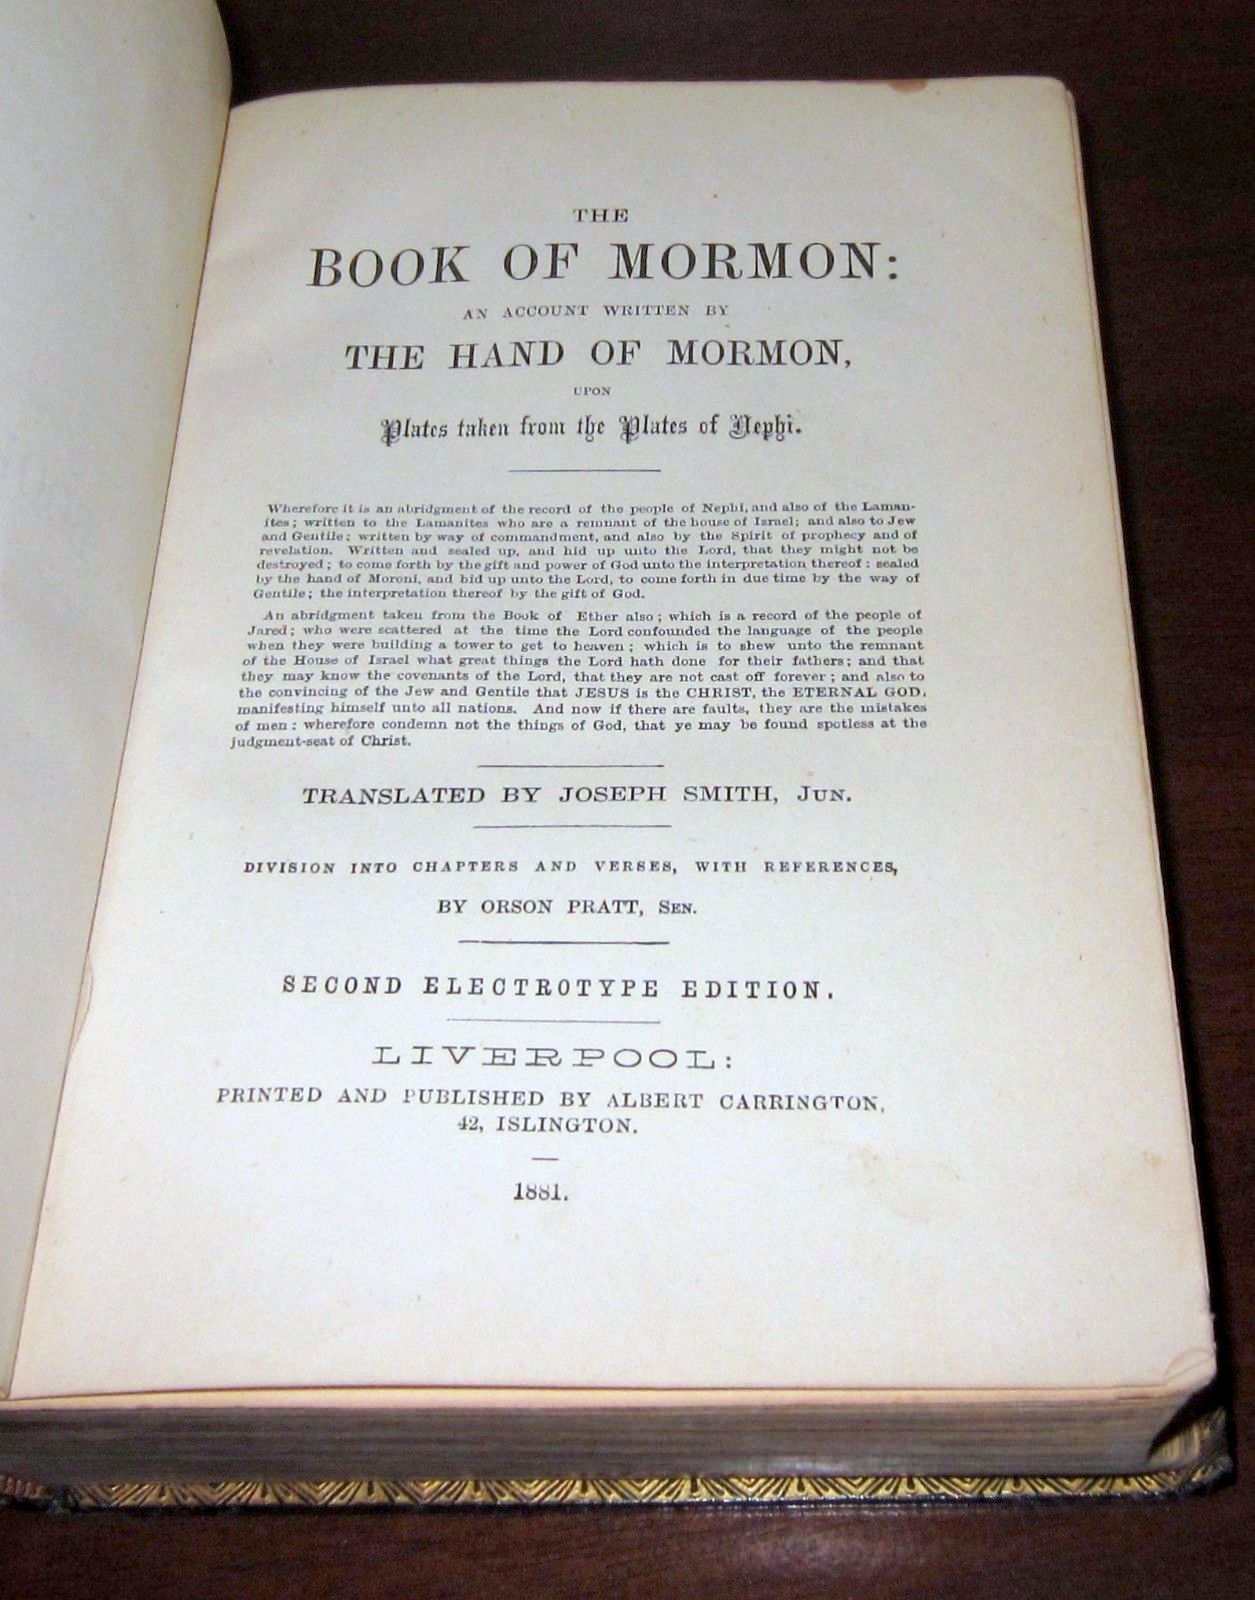 THE
BOOK OF MORMON:
AN ACCOUNT WRITTEN BY
THE HAND OF MORMON,
UPON
Plates taken from the Plates of Nephi.
Wherefore it is an abridgment of the record of the people of Nephi, and also of the Laman-
ites; written to the Lamanites who are a remnant of the house of Israel; and also to Jew
and Gentile; written by way of commandment, and also by the Spirit of prophecy and of
revelation. Written and sealed up, and hid up unto the Lord, that they might not be
destroyed; to come forth by the gift and power of God unto the interpretation thereof: sealed
by the hand of Moroni, and hid up unto the Lord, to come forth in due time by the way of
Gentile; the interpretation thereof by the gift of God.
An abridgment taken from the Book of Ether also; which is a record of the people of
Jared; who were scattered at the time the Lord confounded the language of the people
when they were building a tower to get to heaven; which is to shew unto the remnant
of the House of Israel what great things the Lord hath done for their fathers; and that
they may know the covenants of the Lord, that they are not cast off forever; and also to
the convincing of the Jew and Gentile that JESUS is the CHRIST, the ETERNAL GOD,
manifesting himself unto all nations. And now if there are faults, they are the mistakes
of men: wherefore condemn not the things of God, that ye may be found spotless at the
judgment-seat of Christ.
TRANSLATED BY JOSEPH SMITH, JUN.
DIVISION INTO CHAPTERS AND VERSES, WITH REFERENCES,
BY ORSON PRATT, SEN.
SECOND ELECTROTYPE EDITION.
LIVERPOOL:
PRINTED AND PUBLISHED BY ALBERT CARRINGTON,
42, ISLINGTON.
1881.